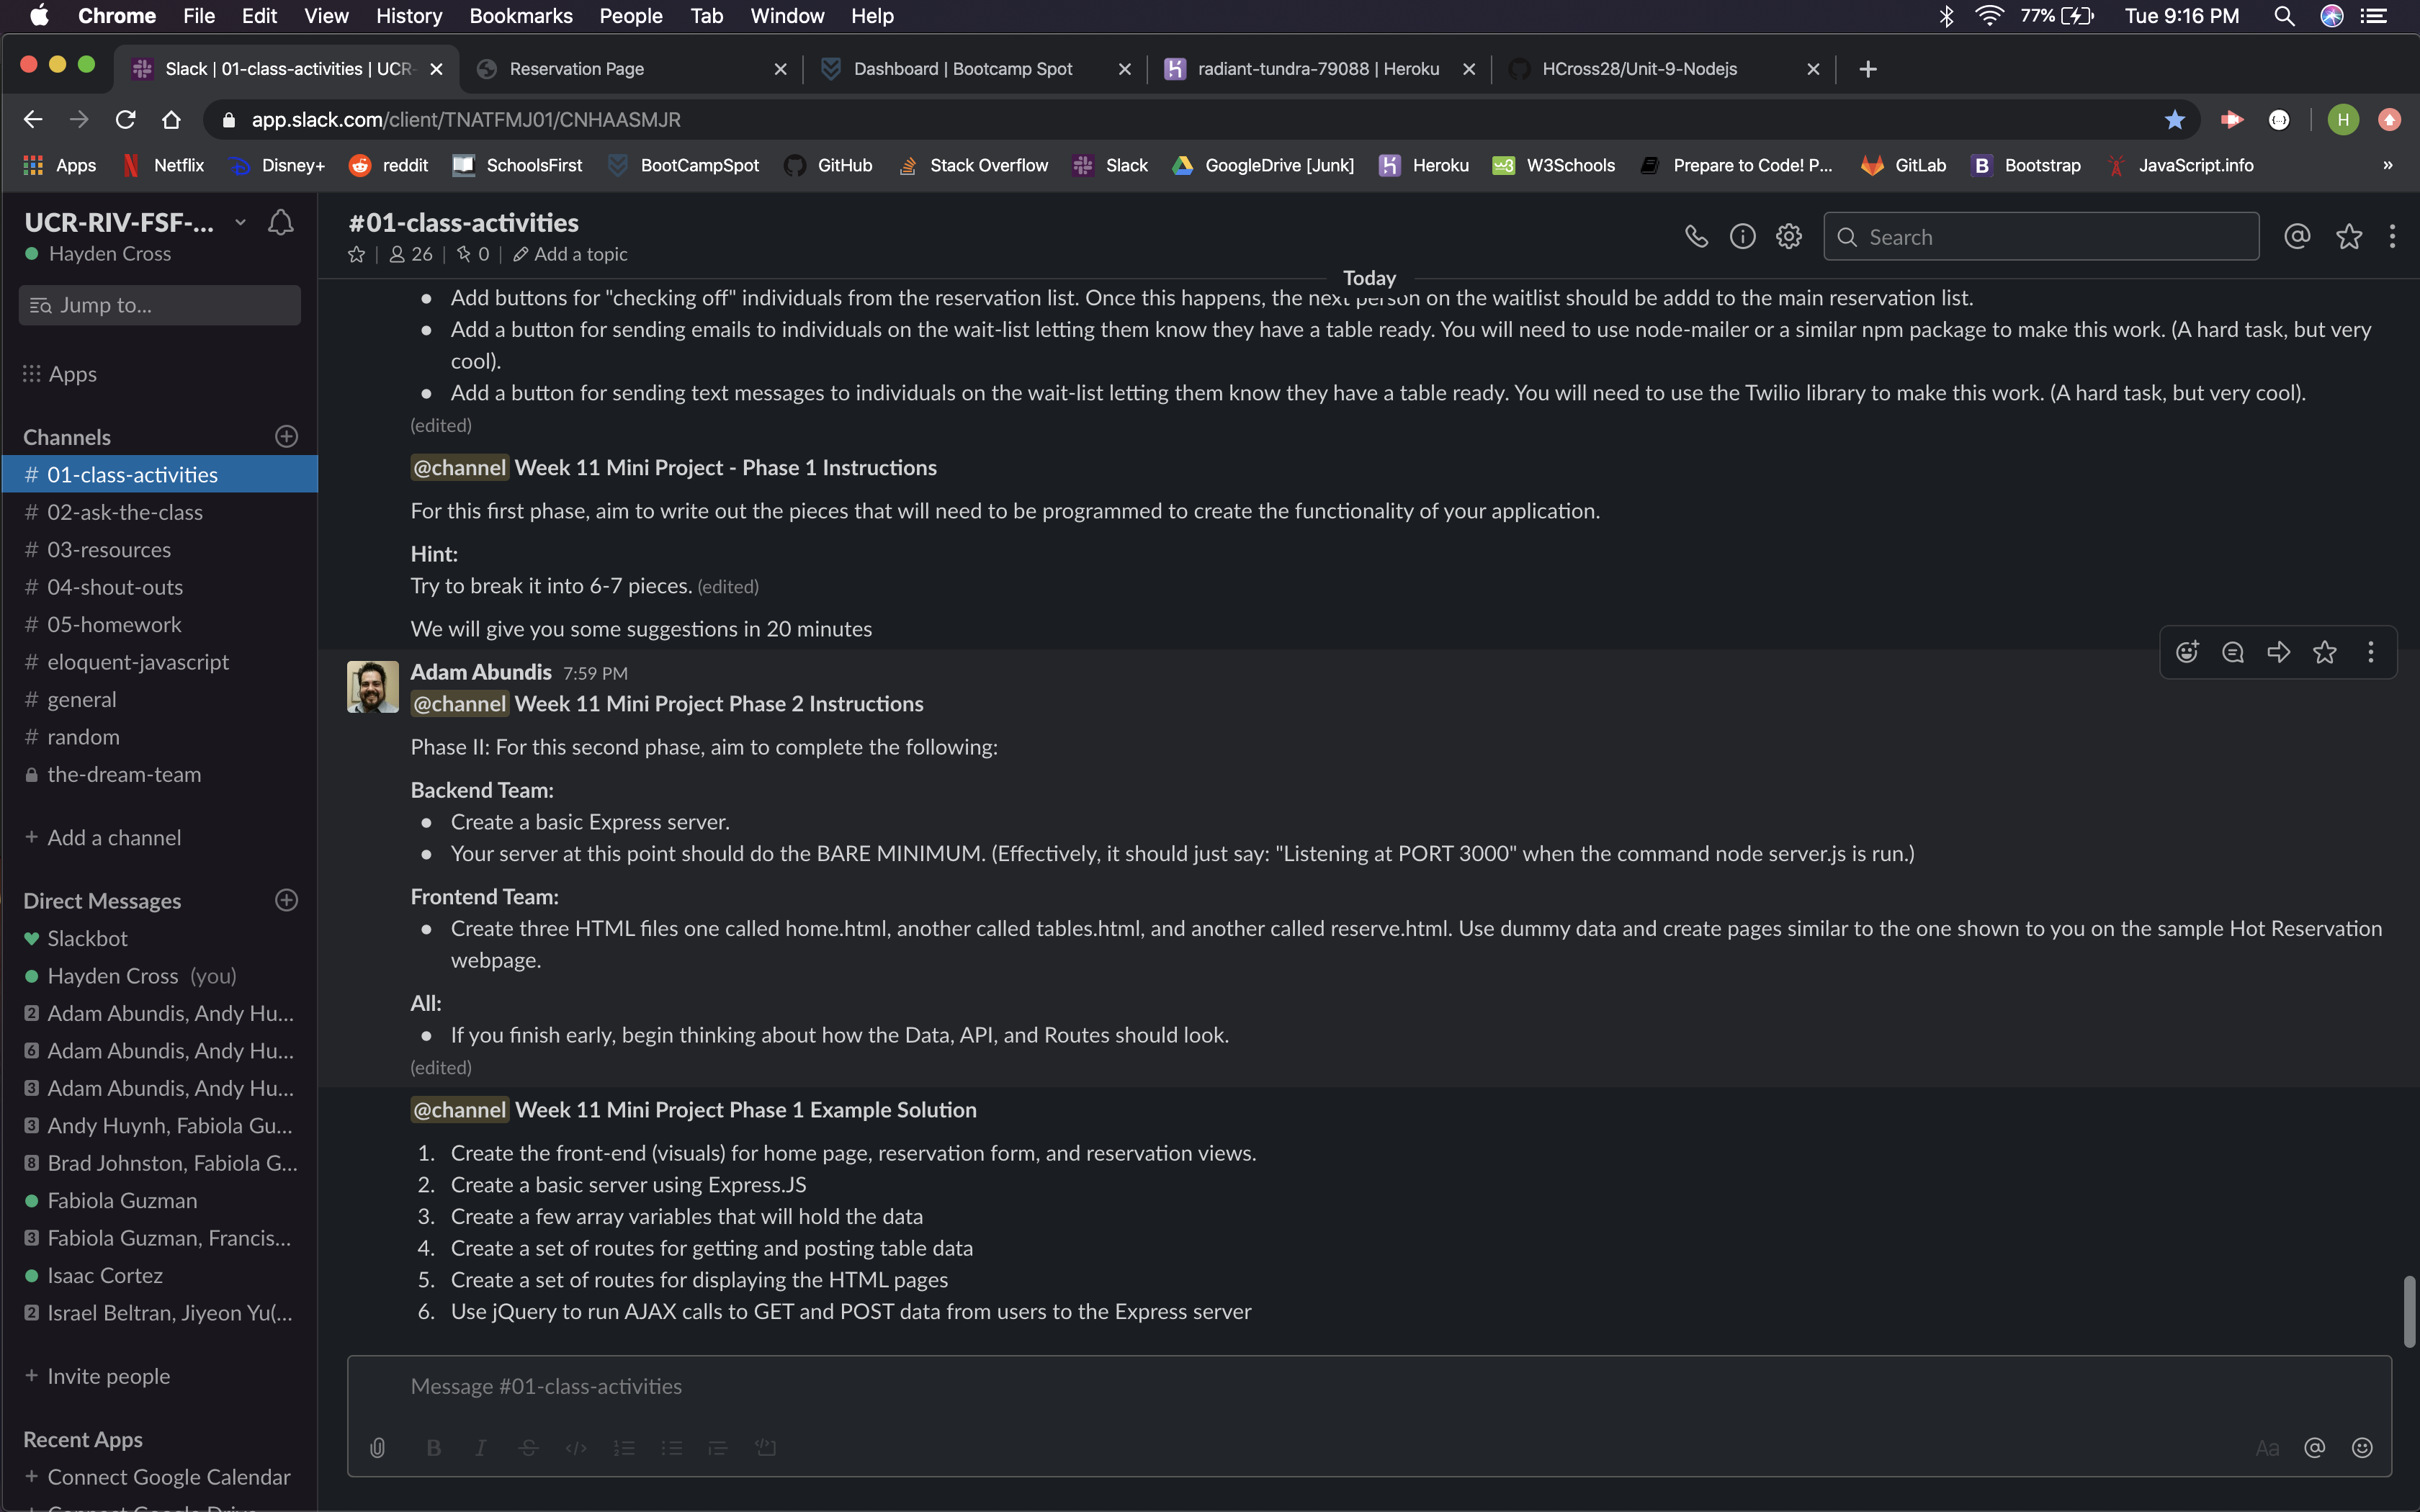 Chrome File Edit View History Bookmarks People Tab Window Help 77% Tue 9:16 PM
Slack | 01-class-activities | UCR- Reservation Page Dashboard | Bootcamp Spot radiant-tundra-79088 | Heroku HCross28/Unit-9-Nodejs
app.slack.com/client/TNATFMJ01/CNHAASMJR H
Apps Netflix Disney+ reddit SchoolsFirst BootCampSpot GitHub Stack Overflow Slack GoogleDrive [Junk] Heroku W3Schools Prepare to Code! P... GitLab Bootstrap JavaScript.info »
UCR-RIV-FSF-...
Hayden Cross
Jump to...
Apps
Channels
# 01-class-activities
# 02-ask-the-class
# 03-resources
# 04-shout-outs
# 05-homework
# eloquent-javascript
# general
# random
the-dream-team
+ Add a channel
Direct Messages
Slackbot
Hayden Cross (you)
2 Adam Abundis, Andy Hu...
6 Adam Abundis, Andy Hu...
3 Adam Abundis, Andy Hu...
3 Andy Huynh, Fabiola Gu...
8 Brad Johnston, Fabiola G...
Fabiola Guzman
3 Fabiola Guzman, Francis...
Isaac Cortez
2 Israel Beltran, Jiyeon Yu(...
+ Invite people
Recent Apps
+ Connect Google Calendar
+ Connect Google Drive
#01-class-activities
26 | 0 | Add a topic
Search
Today
• Add buttons for "checking off" individuals from the reservation list. Once this happens, the next person on the waitlist should be addd to the main reservation list.
• Add a button for sending emails to individuals on the wait-list letting them know they have a table ready. You will need to use node-mailer or a similar npm package to make this work. (A hard task, but very
cool).
• Add a button for sending text messages to individuals on the wait-list letting them know they have a table ready. You will need to use the Twilio library to make this work. (A hard task, but very cool).
(edited)
@channel Week 11 Mini Project - Phase 1 Instructions
For this first phase, aim to write out the pieces that will need to be programmed to create the functionality of your application.
Hint:
Try to break it into 6-7 pieces. (edited)
We will give you some suggestions in 20 minutes
Adam Abundis 7:59 PM
@channel Week 11 Mini Project Phase 2 Instructions
Phase II: For this second phase, aim to complete the following:
Backend Team:
• Create a basic Express server.
• Your server at this point should do the BARE MINIMUM. (Effectively, it should just say: "Listening at PORT 3000" when the command node server.js is run.)
Frontend Team:
• Create three HTML files one called home.html, another called tables.html, and another called reserve.html. Use dummy data and create pages similar to the one shown to you on the sample Hot Reservation
webpage.
All:
• If you finish early, begin thinking about how the Data, API, and Routes should look.
(edited)
@channel Week 11 Mini Project Phase 1 Example Solution
1. Create the front-end (visuals) for home page, reservation form, and reservation views.
2. Create a basic server using Express.JS
3. Create a few array variables that will hold the data
4. Create a set of routes for getting and posting table data
5. Create a set of routes for displaying the HTML pages
6. Use jQuery to run AJAX calls to GET and POST data from users to the Express server
Message #01-class-activities
B I S </> Aa @